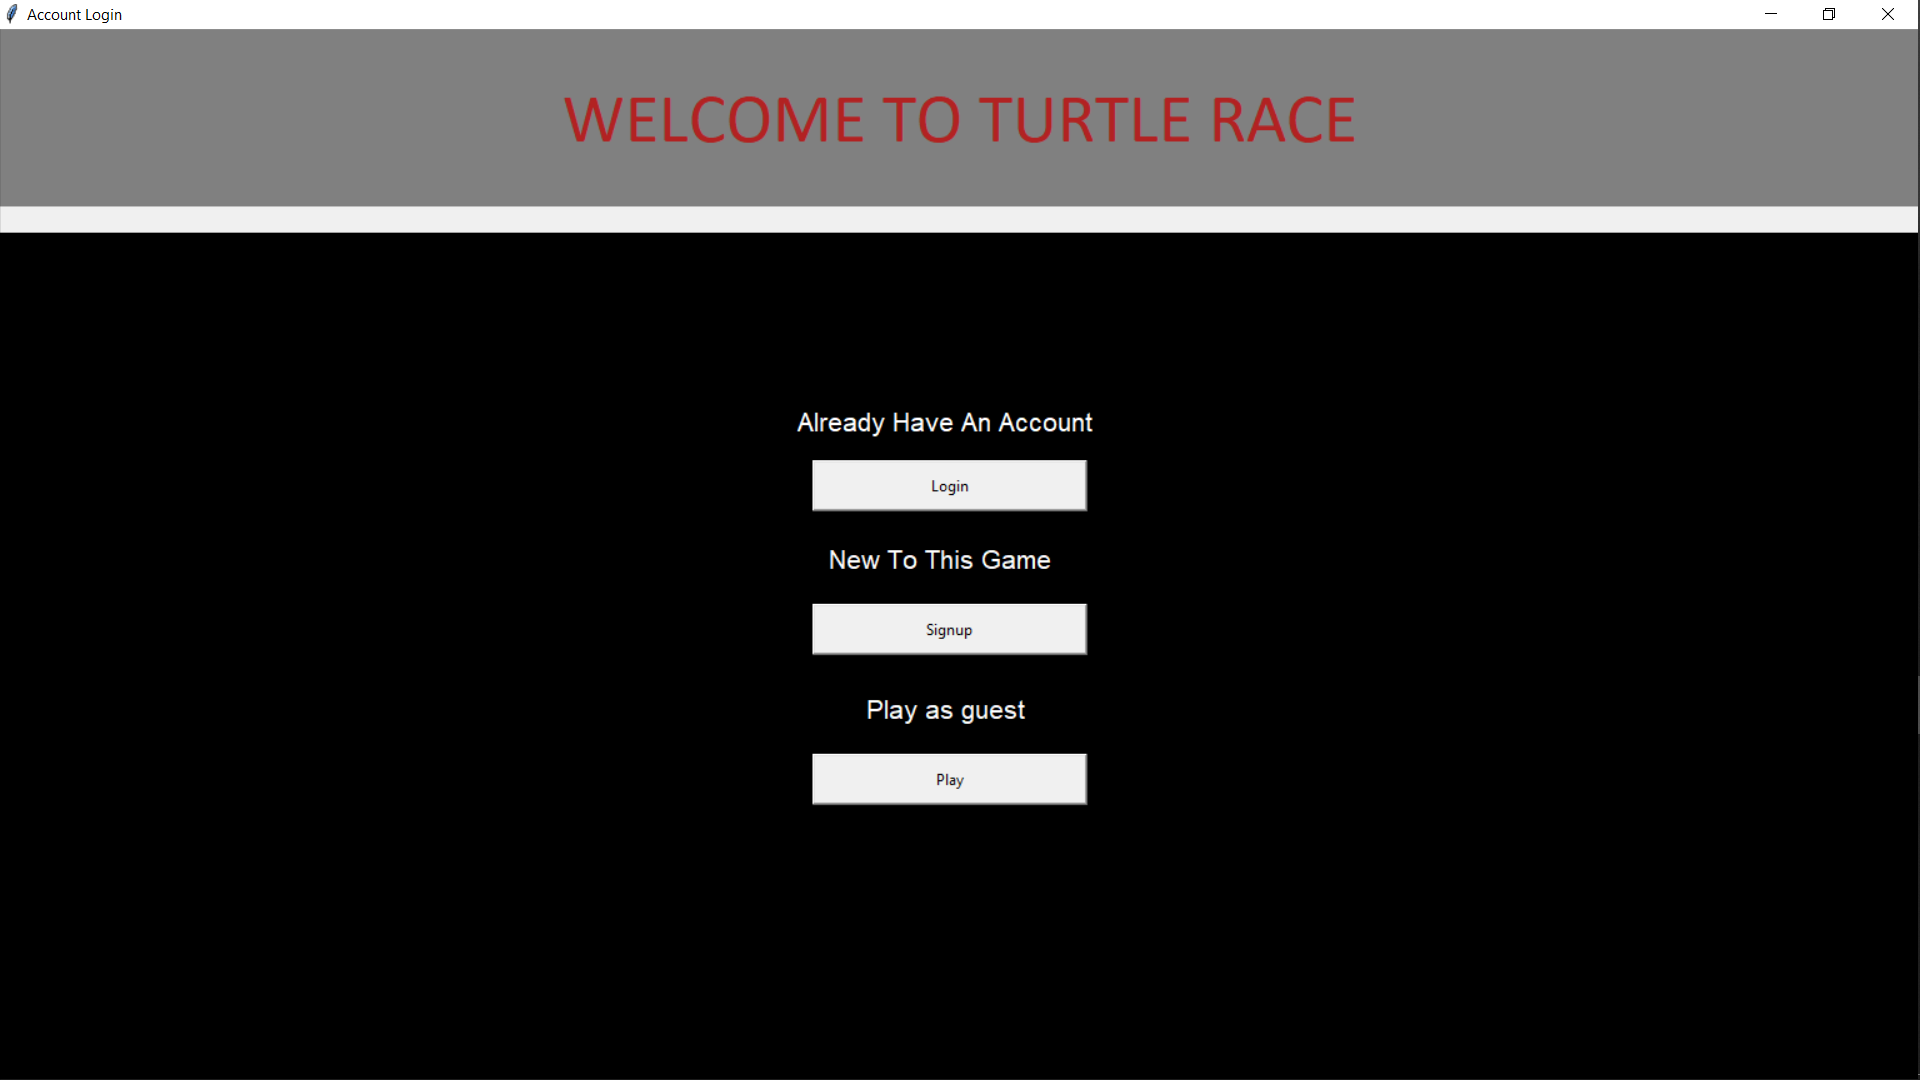 Account Login
WELCOME TO TURTLE RACE
Already Have An Account
Login
New To This Game
Signup
Play as guest
Play